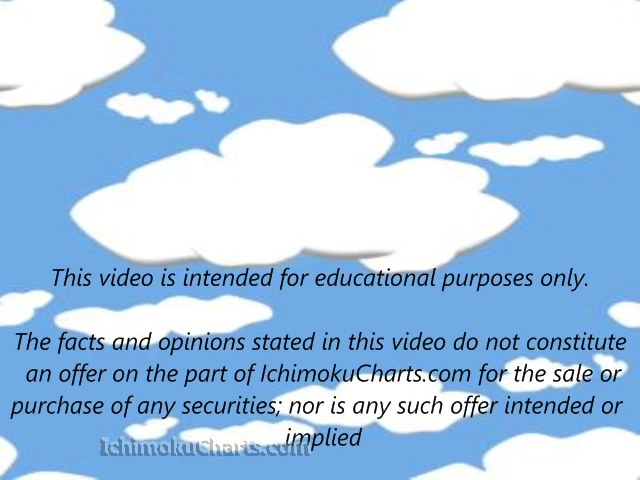 This video is intended for educational purposes only.
The facts and opinions stated in this video do not constitute
an offer on the part of IchimokuCharts.com for the sale or
purchase of any securities; nor is any such offer intended or
implied
IchimokuCharts.com